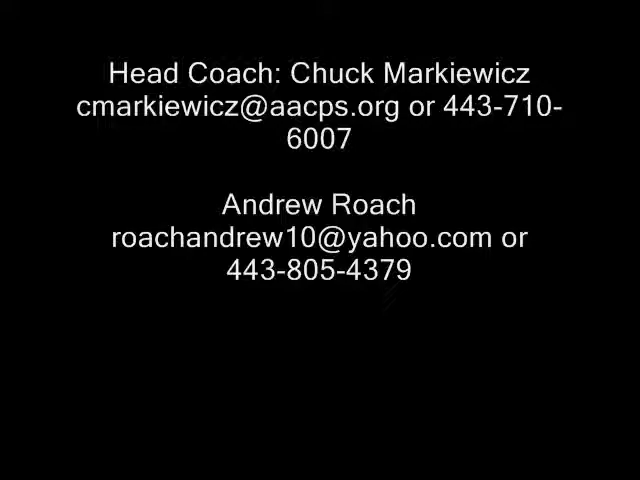 Head Coach: Chuck Markiewicz
cmarkiewicz@aacps.org or 443-710-
6007
Andrew Roach
roachandrew10@yahoo.com or
443-805-4379